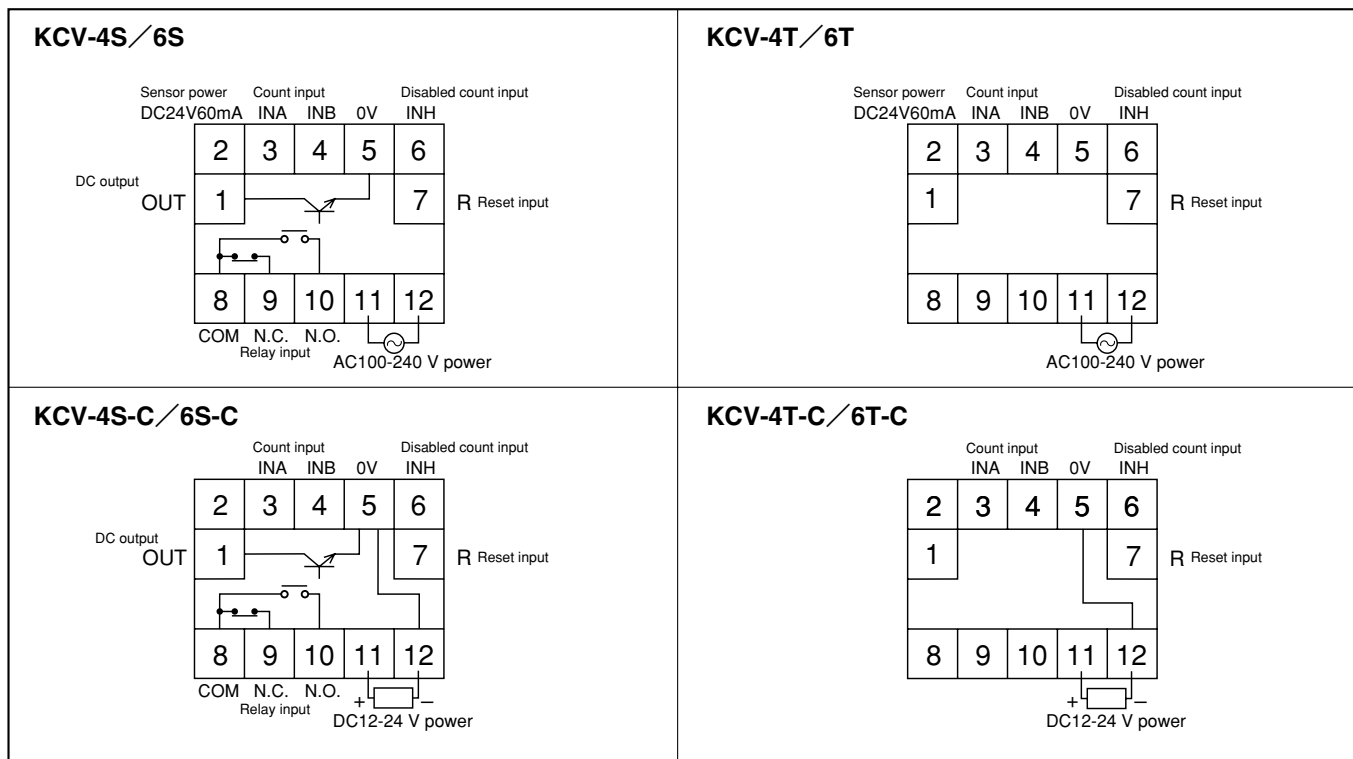 KCV-4S／6S
Sensor power Count input Disabled count input
DC24V60mA INA INB 0V INH
2 3 4 5 6
DC output
OUT 1 7 R Reset input
8 9 10 11 12
COM N.C. N.O.
Relay input
AC100-240 V power
KCV-4T／6T
Sensor powerr Count input Disabled count input
DC24V60mA INA INB 0V INH
2 3 4 5 6
1 7 R Reset input
8 9 10 11 12
AC100-240 V power
KCV-4S-C／6S-C
Count input Disabled count input
INA INB 0V INH
2 3 4 5 6
DC output
OUT 1 7 R Reset input
8 9 10 11 12
COM N.C. N.O. + −
Relay input
DC12-24 V power
KCV-4T-C／6T-C
Count input Disabled count input
INA INB 0V INH
2 3 4 5 6
1 7 R Reset input
8 9 10 11 12
+ −
DC12-24 V power